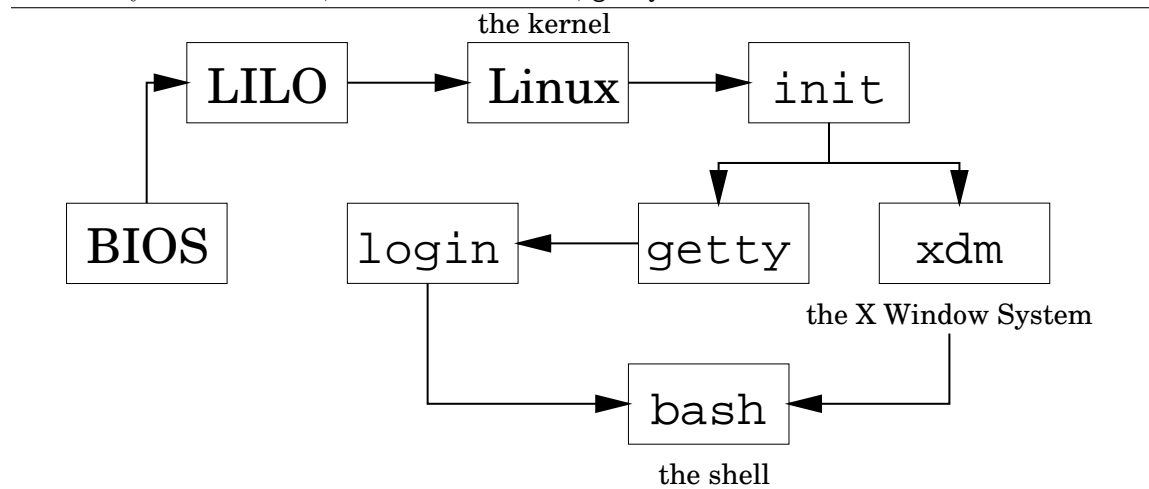 the kernel
LILO
Linux
init
BIOS
login
getty
xdm
the X Window System
bash
the shell